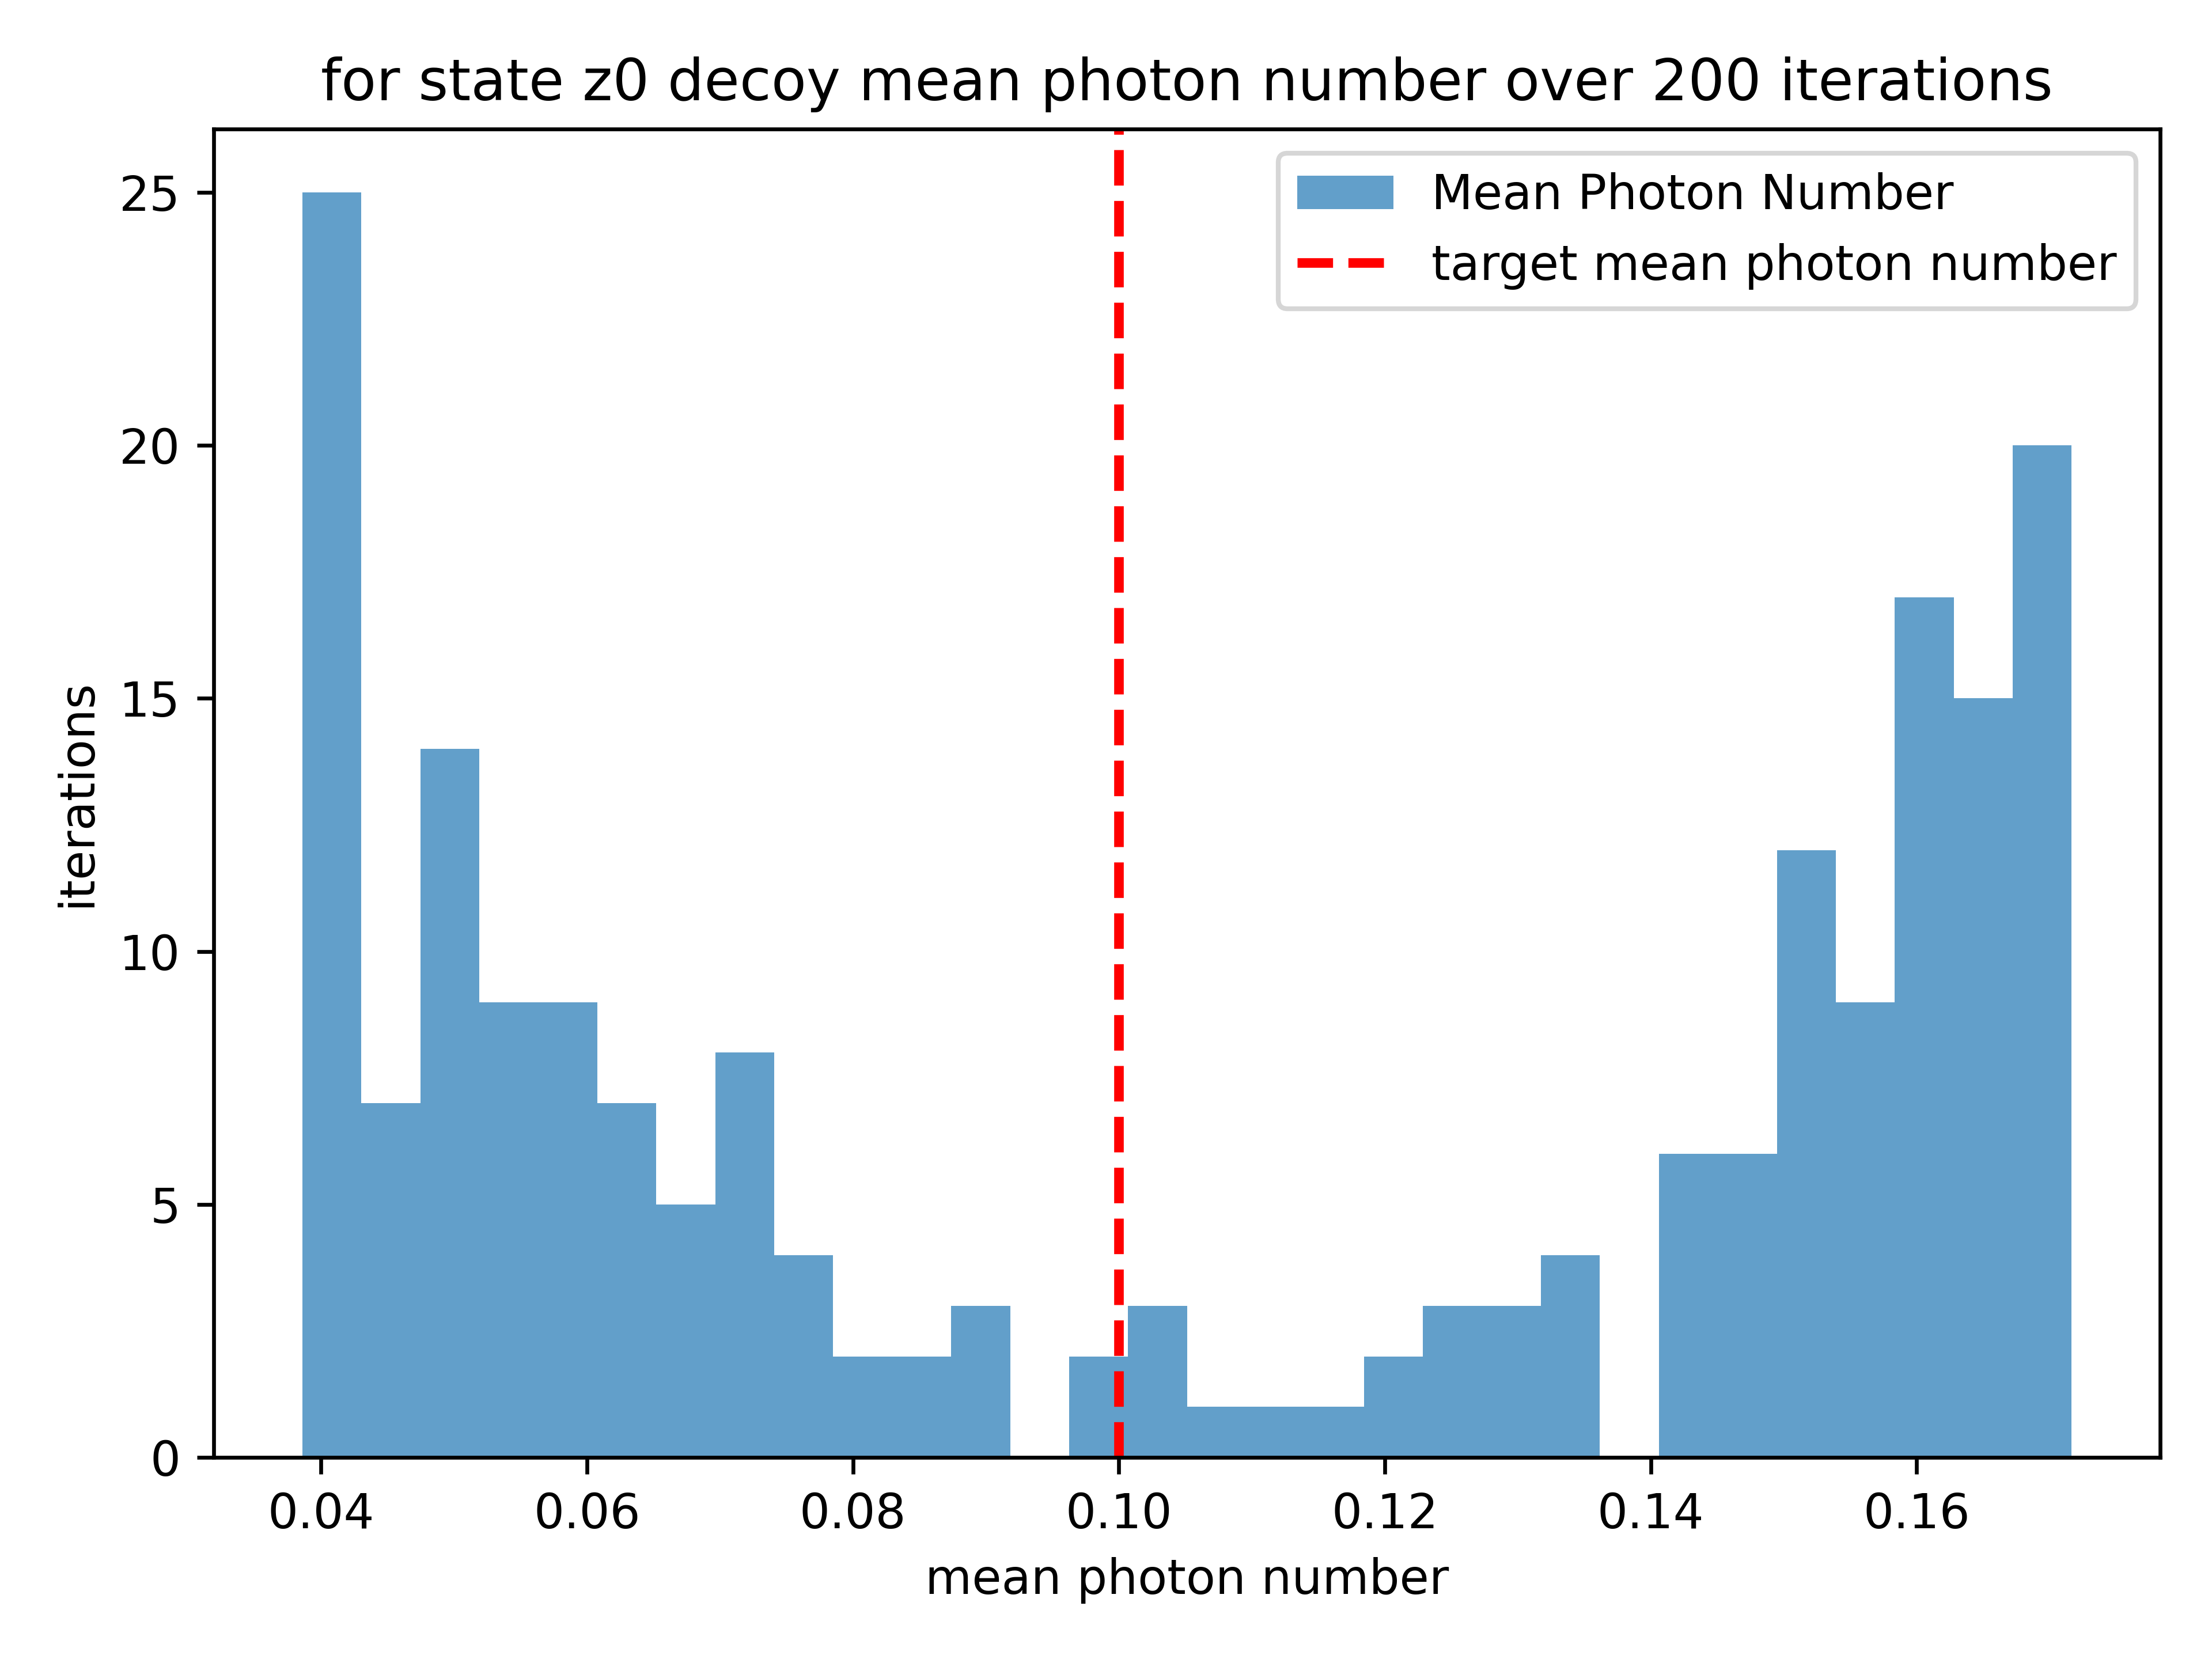 for state z0 decoy mean photon number over 200 iterations
Mean Photon Number
target mean photon number
25
20
15
10
5
0
iterations
0.04 0.06 0.08 0.10 0.12 0.14 0.16
mean photon number